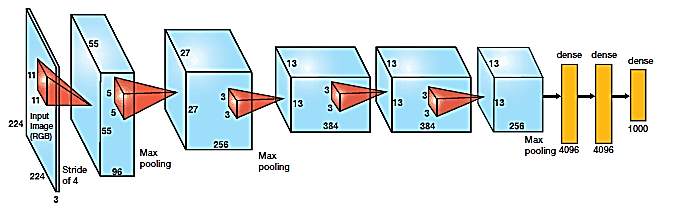 11
11
Input
Image
(RGB)
224
224
3
Stride
of 4
55
5
5
55
96
Max
pooling
27
27
256
3
3
Max
pooling
13
13
384
3
3
13
13
384
3
3
13
13
256
Max
pooling
dense
4096
dense
4096
dense
1000